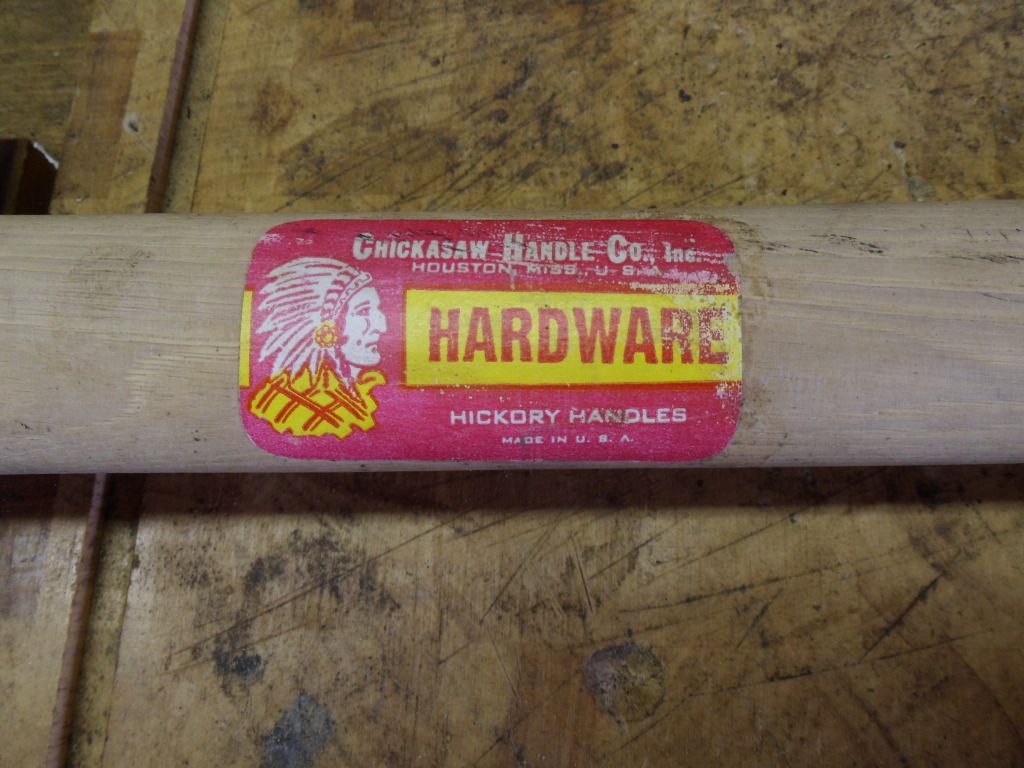 CHICKASAW HANDLE CO., INC.
HOUSTON, MISS., U. S. A.
HARDWARE
HICKORY HANDLES
MADE IN U. S. A.